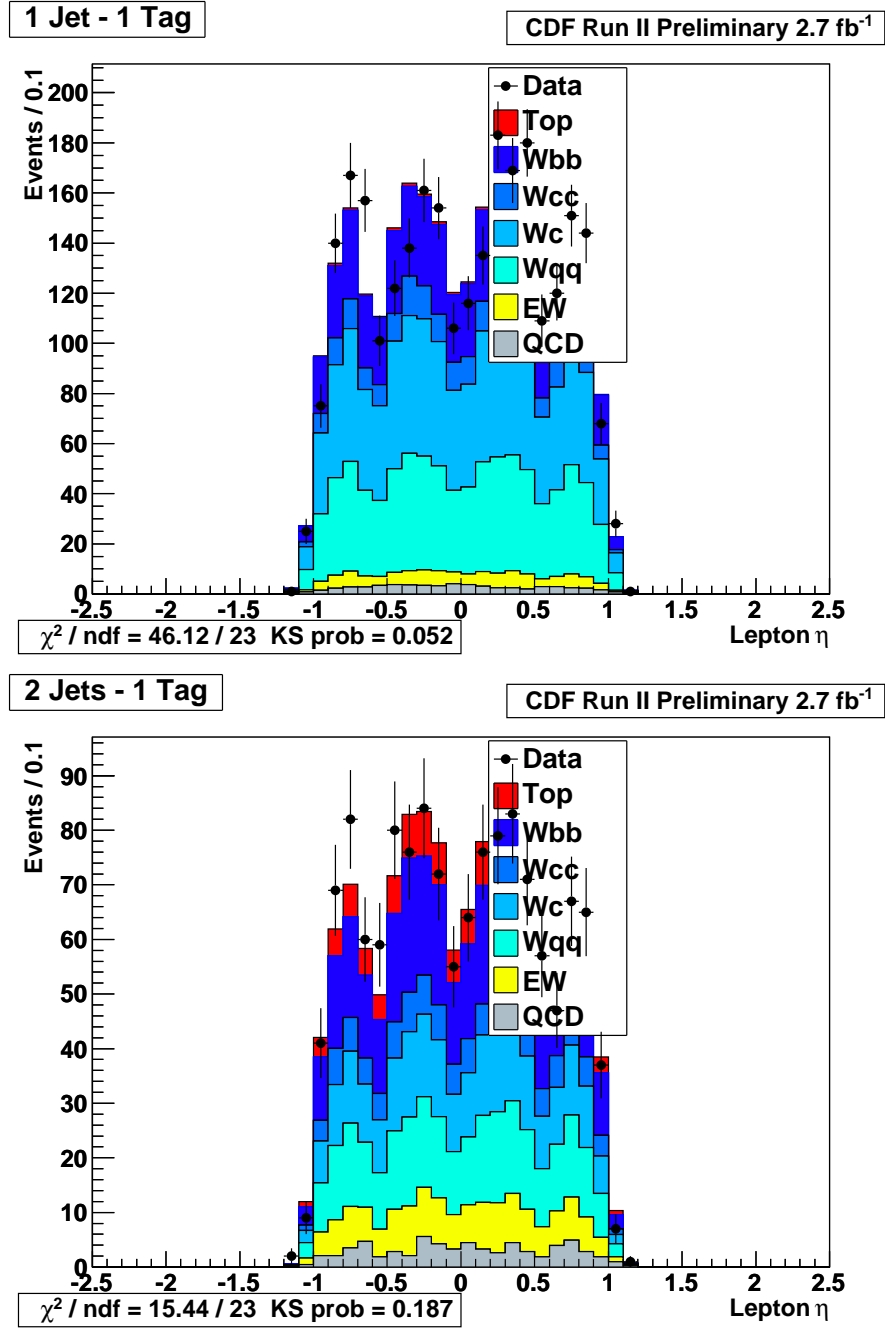 1 Jet - 1 Tag
CDF Run II Preliminary 2.7 fb⁻¹
Events / 0.1
200
180
160
140
120
100
80
60
40
20
0
Data
Top
Wbb
Wcc
Wc
Wqq
EW
QCD
-2.5 -2 -1.5 -1 -0.5 0 0.5 1 1.5 2 2.5
Lepton η
χ² / ndf = 46.12 / 23 KS prob = 0.052
2 Jets - 1 Tag
CDF Run II Preliminary 2.7 fb⁻¹
Events / 0.1
90
80
70
60
50
40
30
20
10
0
Data
Top
Wbb
Wcc
Wc
Wqq
EW
QCD
-2.5 -2 -1.5 -1 -0.5 0 0.5 1 1.5 2 2.5
Lepton η
χ² / ndf = 15.44 / 23 KS prob = 0.187